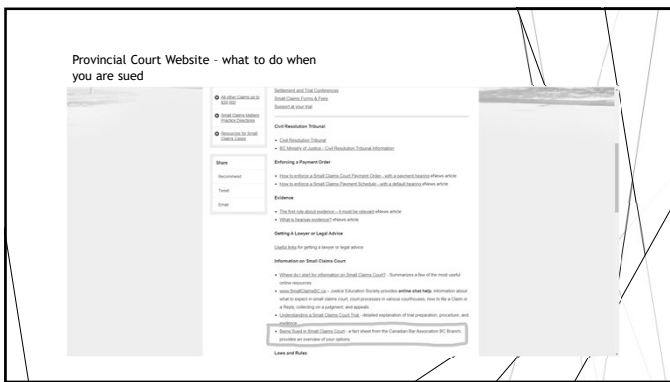 Provincial Court Website – what to do when
you are sued
All other Claims up to
$35,000
Small Claims Matters
Practice Directions
Resources for Small
Claims Cases
Share
Recommend
Tweet
Email
Settlement and Trial Conferences
Small Claims Forms & Fees
Support at your trial
Civil Resolution Tribunal
• Civil Resolution Tribunal
• BC Ministry of Justice - Civil Resolution Tribunal Information
Enforcing a Payment Order
• How to enforce a Small Claims Court Payment Order - with a payment hearing eNews article
• How to enforce a Small Claims Payment Schedule - with a default hearing eNews article
Evidence
• The first rule about evidence – it must be relevant eNews article
• What is hearsay evidence? eNews article
Getting A Lawyer or Legal Advice
Useful links for getting a lawyer or legal advice
Information on Small Claims Court
• Where do I start for information on Small Claims Court? - Summarizes a few of the most useful
online resources
• www.SmallClaimsBC.ca – Justice Education Society provides online chat help, information about
what to expect in small claims court, court processes in various courthouses, how to file a Claim or
a Reply, collecting on a judgment, and appeals
• Understanding a Small Claims Court Trial - detailed explanation of trial preparation, procedure, and
evidence
• Being Sued in Small Claims Court - a fact sheet from the Canadian Bar Association BC Branch,
provides an overview of your options
Laws and Rules